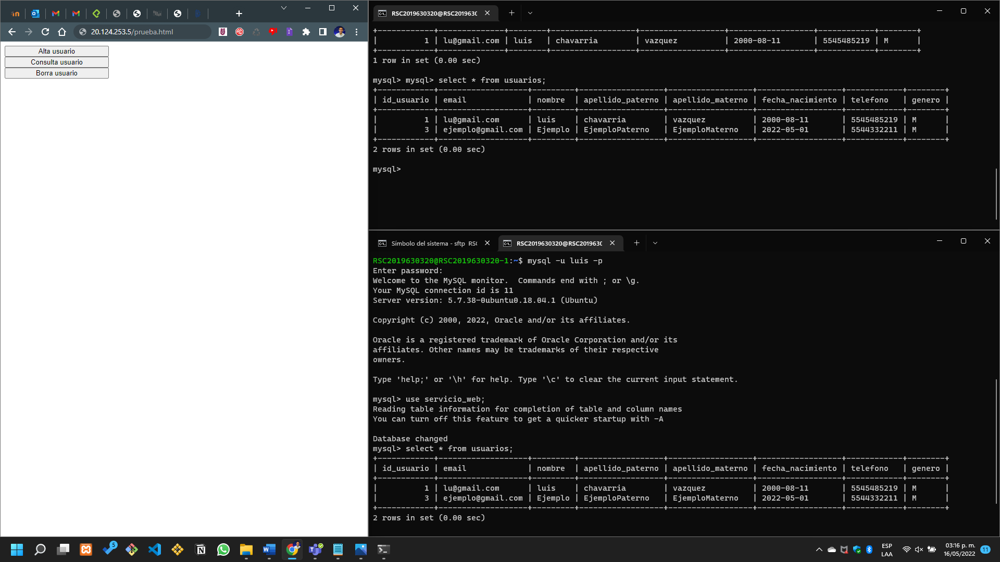 20.124.253.5/prueba.html
Alta usuario
Consulta usuario
Borra usuario
RSC2019630320@RSC201963(
+------------+--------------+--------+-----------------+-----------------+------------------+------------+--------+
|          1 | lu@gmail.com | luis   | chavarria       | vazquez         | 2000-08-11       | 5545485219 | M      |
+------------+--------------+--------+-----------------+-----------------+------------------+------------+--------+
1 row in set (0.00 sec)
mysql> mysql> select * from usuarios;
+------------+-------------------+---------+------------------+------------------+------------------+------------+--------+
| id_usuario | email             | nombre  | apellido_paterno | apellido_materno | fecha_nacimiento | telefono   | genero |
+------------+-------------------+---------+------------------+------------------+------------------+------------+--------+
|          1 | lu@gmail.com      | luis    | chavarria        | vazquez          | 2000-08-11       | 5545485219 | M      |
|          3 | ejemplo@gmail.com | Ejemplo | EjemploPaterno   | EjemploMaterno   | 2022-05-01       | 5544332211 | M      |
+------------+-------------------+---------+------------------+------------------+------------------+------------+--------+
2 rows in set (0.00 sec)
mysql>
Símbolo del sistema - sftp RSC
RSC2019630320@RSC201963(
RSC2019630320@RSC2019630320-1:~$ mysql -u luis -p
Enter password:
Welcome to the MySQL monitor.  Commands end with ; or \g.
Your MySQL connection id is 11
Server version: 5.7.38-0ubuntu0.18.04.1 (Ubuntu)
Copyright (c) 2000, 2022, Oracle and/or its affiliates.
Oracle is a registered trademark of Oracle Corporation and/or its
affiliates. Other names may be trademarks of their respective
owners.
Type 'help;' or '\h' for help. Type '\c' to clear the current input statement.
mysql> use servicio_web;
Reading table information for completion of table and column names
You can turn off this feature to get a quicker startup with -A
Database changed
mysql> select * from usuarios;
+------------+-------------------+---------+------------------+------------------+------------------+------------+--------+
| id_usuario | email             | nombre  | apellido_paterno | apellido_materno | fecha_nacimiento | telefono   | genero |
+------------+-------------------+---------+------------------+------------------+------------------+------------+--------+
|          1 | lu@gmail.com      | luis    | chavarria        | vazquez          | 2000-08-11       | 5545485219 | M      |
|          3 | ejemplo@gmail.com | Ejemplo | EjemploPaterno   | EjemploMaterno   | 2022-05-01       | 5544332211 | M      |
+------------+-------------------+---------+------------------+------------------+------------------+------------+--------+
2 rows in set (0.00 sec)
5
ESP
LAA
03:16 p. m.
16/05/2022
11